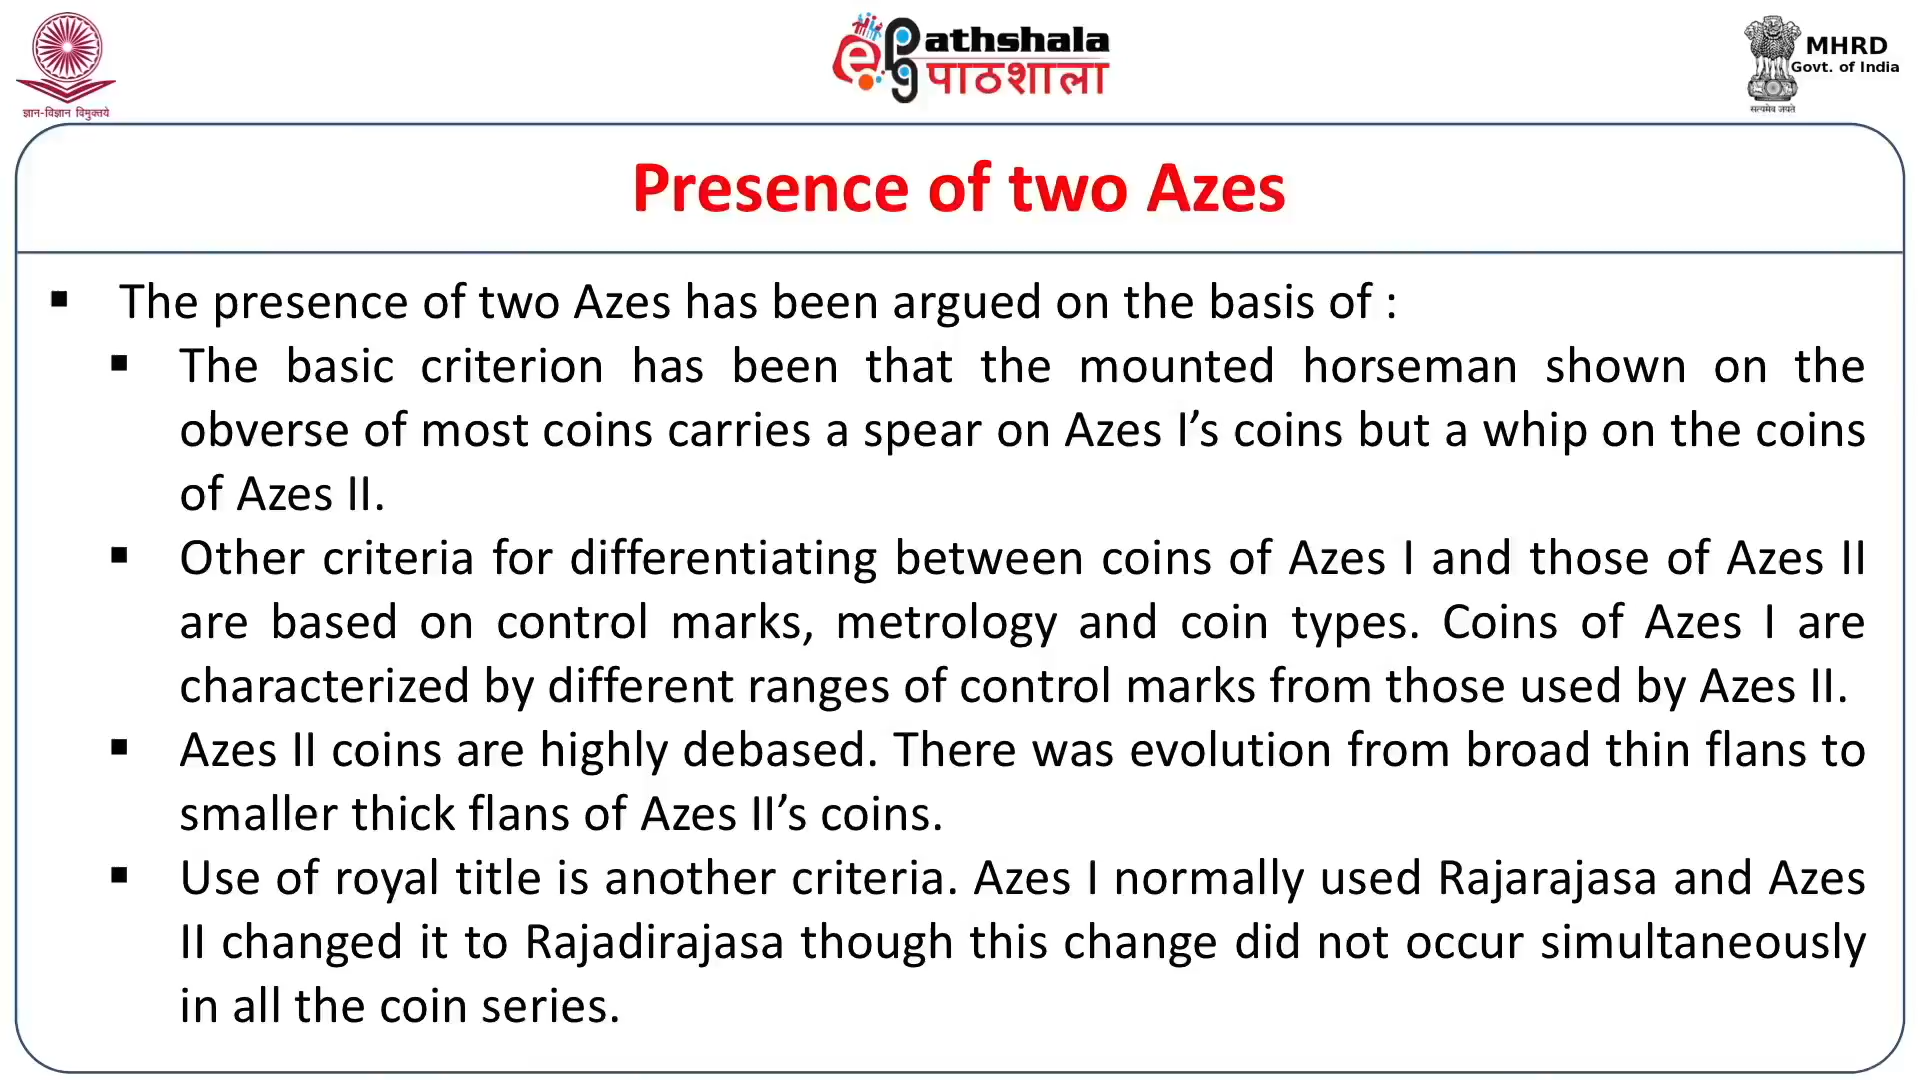 ज्ञान-विज्ञान विमुक्तये
ePathshala
पाठशाला
MHRD
Govt. of India
सत्यमेव जयते
Presence of two Azes
▪ The presence of two Azes has been argued on the basis of :
▪ The basic criterion has been that the mounted horseman shown on the
obverse of most coins carries a spear on Azes I’s coins but a whip on the coins
of Azes II.
▪ Other criteria for differentiating between coins of Azes I and those of Azes II
are based on control marks, metrology and coin types. Coins of Azes I are
characterized by different ranges of control marks from those used by Azes II.
▪ Azes II coins are highly debased. There was evolution from broad thin flans to
smaller thick flans of Azes II’s coins.
▪ Use of royal title is another criteria. Azes I normally used Rajarajasa and Azes
II changed it to Rajadirajasa though this change did not occur simultaneously
in all the coin series.